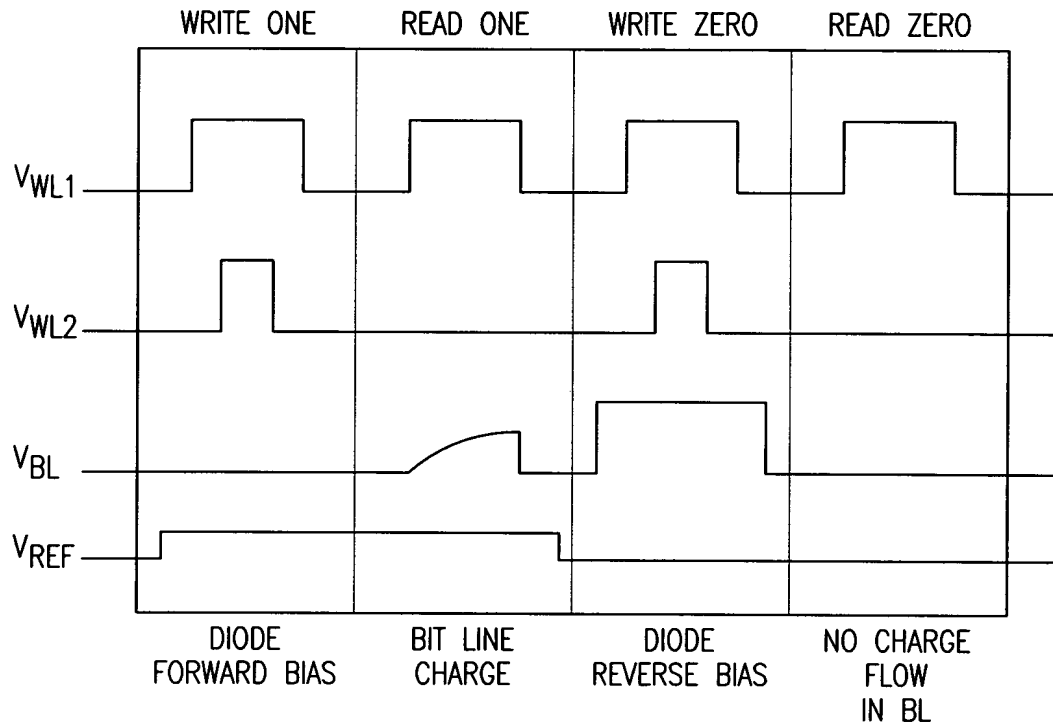 WRITE ONE READ ONE WRITE ZERO READ ZERO
VWL1
VWL2
VBL
VREF
DIODE
FORWARD BIAS
BIT LINE
CHARGE
DIODE
REVERSE BIAS
NO CHARGE
FLOW
IN BL